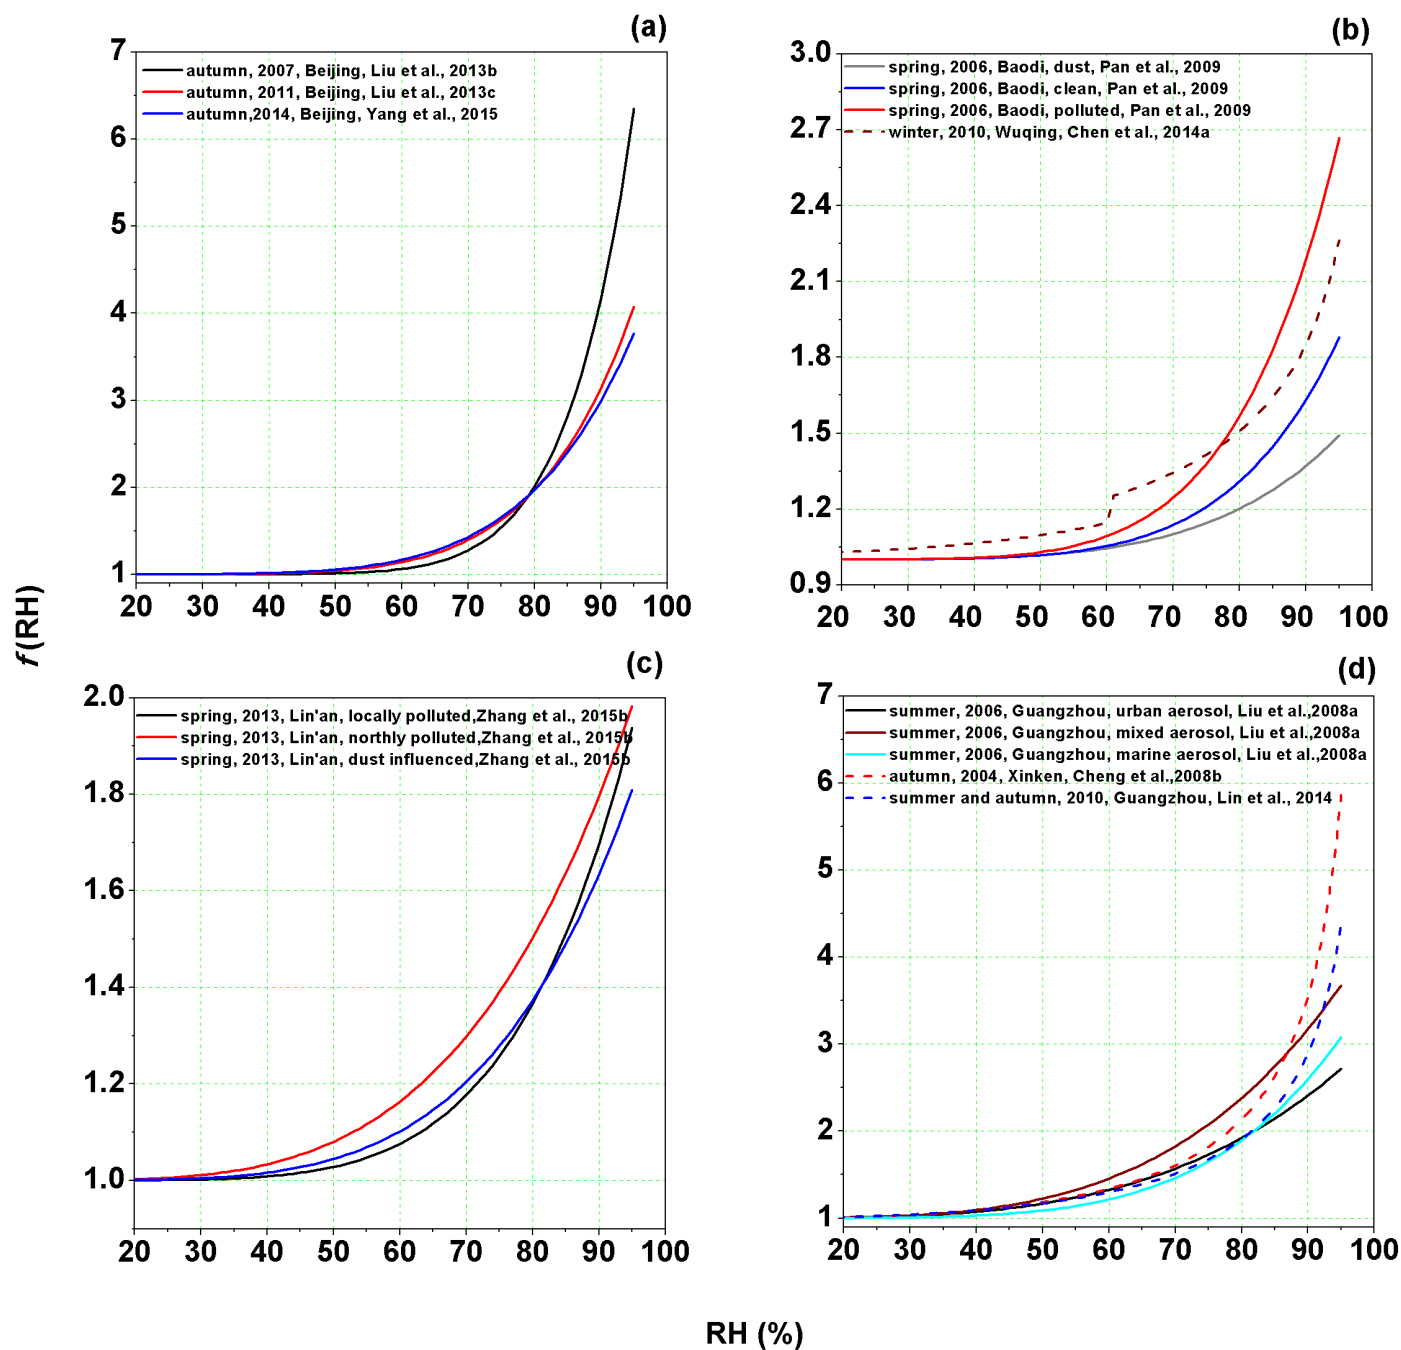 (a)
7
6
5
4
3
2
1
autumn, 2007, Beijing, Liu et al., 2013b
autumn, 2011, Beijing, Liu et al., 2013c
autumn,2014, Beijing, Yang et al., 2015
20 30 40 50 60 70 80 90 100
(b)
3.0
2.7
2.4
2.1
1.8
1.5
1.2
0.9
spring, 2006, Baodi, dust, Pan et al., 2009
spring, 2006, Baodi, clean, Pan et al., 2009
spring, 2006, Baodi, polluted, Pan et al., 2009
winter, 2010, Wuqing, Chen et al., 2014a
20 30 40 50 60 70 80 90 100
f(RH)
(c)
2.0
1.8
1.6
1.4
1.2
1.0
spring, 2013, Lin'an, locally polluted,Zhang et al., 2015b
spring, 2013, Lin'an, northly polluted,Zhang et al., 2015b
spring, 2013, Lin'an, dust influenced,Zhang et al., 2015b
20 30 40 50 60 70 80 90 100
(d)
7
6
5
4
3
2
1
summer, 2006, Guangzhou, urban aerosol, Liu et al.,2008a
summer, 2006, Guangzhou, mixed aerosol, Liu et al.,2008a
summer, 2006, Guangzhou, marine aerosol, Liu et al.,2008a
autumn, 2004, Xinken, Cheng et al.,2008b
summer and autumn, 2010, Guangzhou, Lin et al., 2014
20 30 40 50 60 70 80 90 100
RH (%)